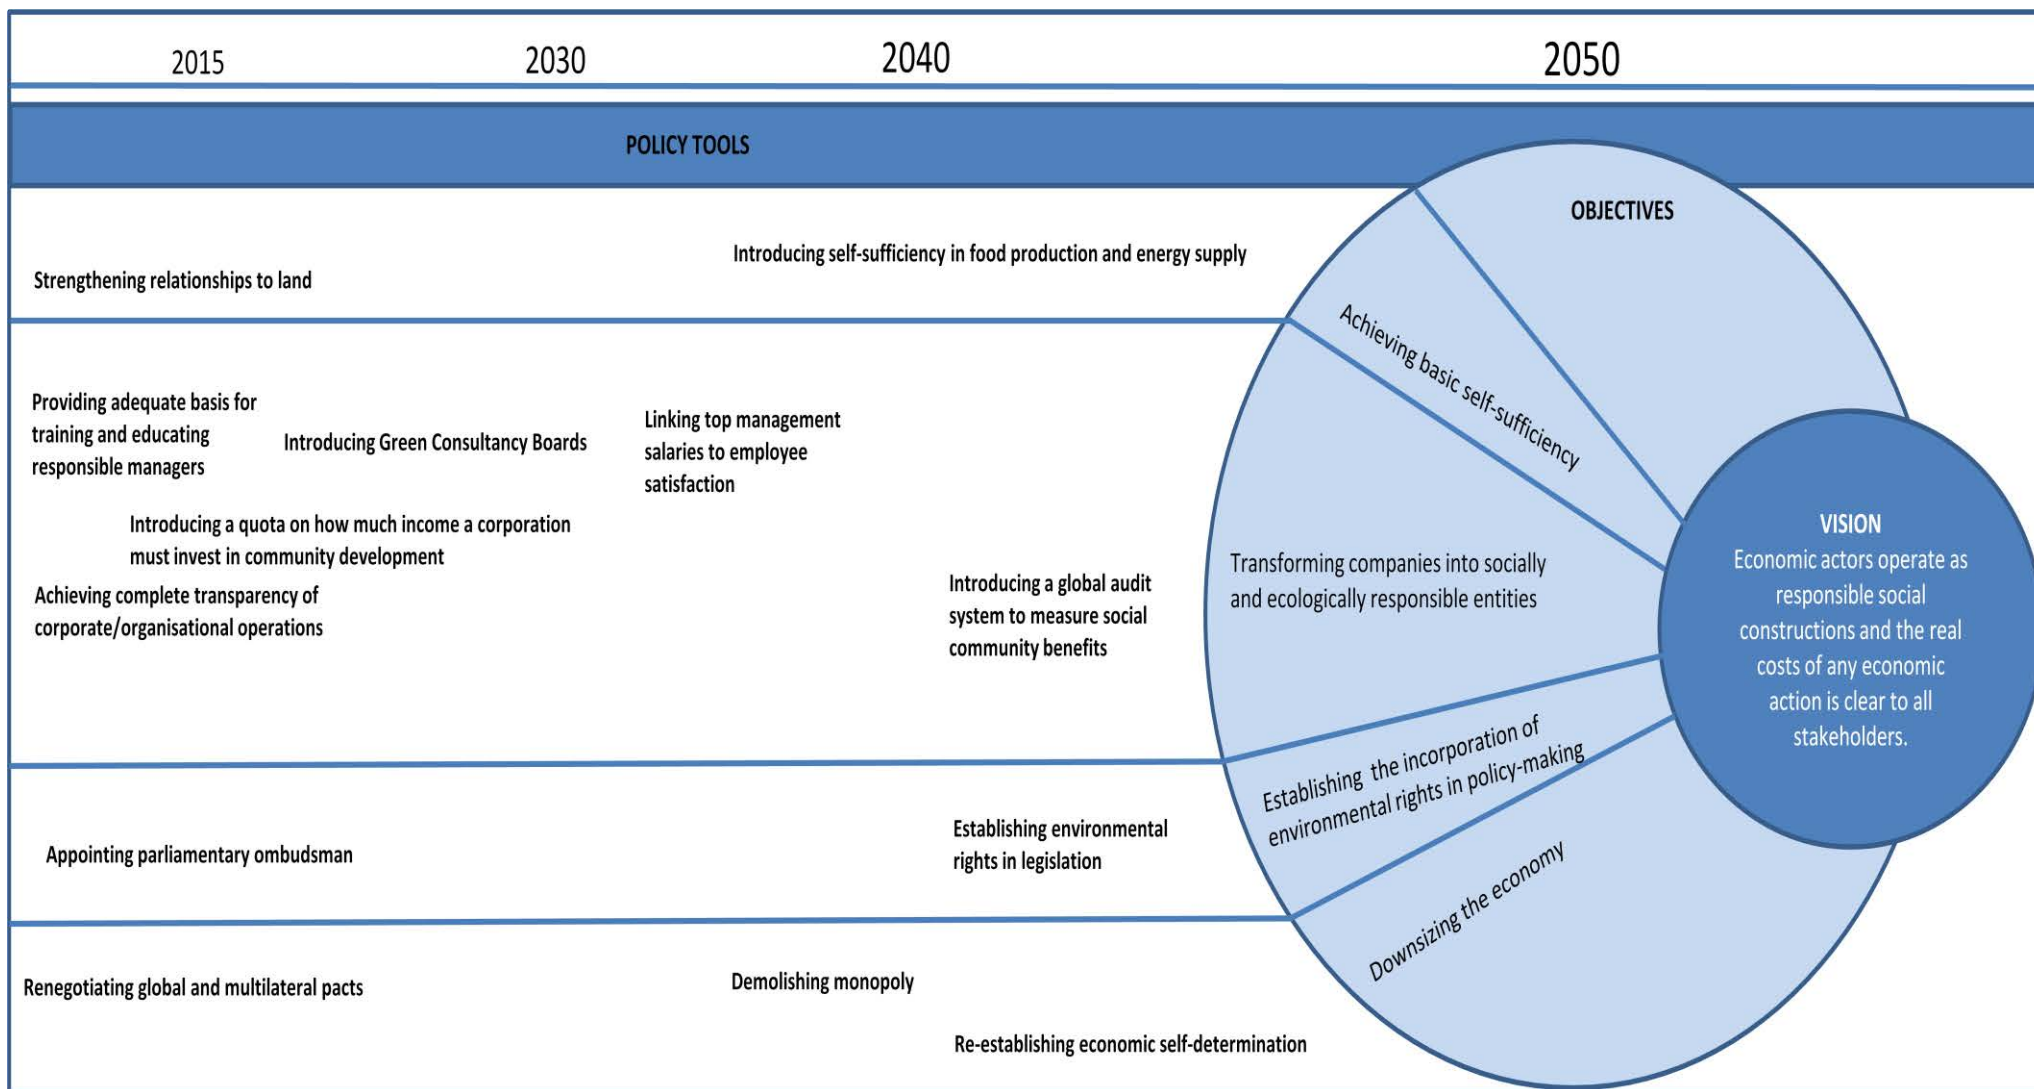 2015
2030
2040
2050
POLICY TOOLS
OBJECTIVES
Strengthening relationships to land
Introducing self-sufficiency in food production and energy supply
Achieving basic self-sufficiency
Providing adequate basis for
training and educating
responsible managers
Introducing Green Consultancy Boards
Linking top management
salaries to employee
satisfaction
Introducing a quota on how much income a corporation
must invest in community development
Achieving complete transparency of
corporate/organisational operations
Introducing a global audit
system to measure social
community benefits
Transforming companies into socially
and ecologically responsible entities
VISION
Economic actors operate as
responsible social
constructions and the real
costs of any economic
action is clear to all
stakeholders.
Appointing parliamentary ombudsman
Establishing environmental
rights in legislation
Establishing the incorporation of
environmental rights in policy-making
Renegotiating global and multilateral pacts
Demolishing monopoly
Re-establishing economic self-determination
Downsizing the economy